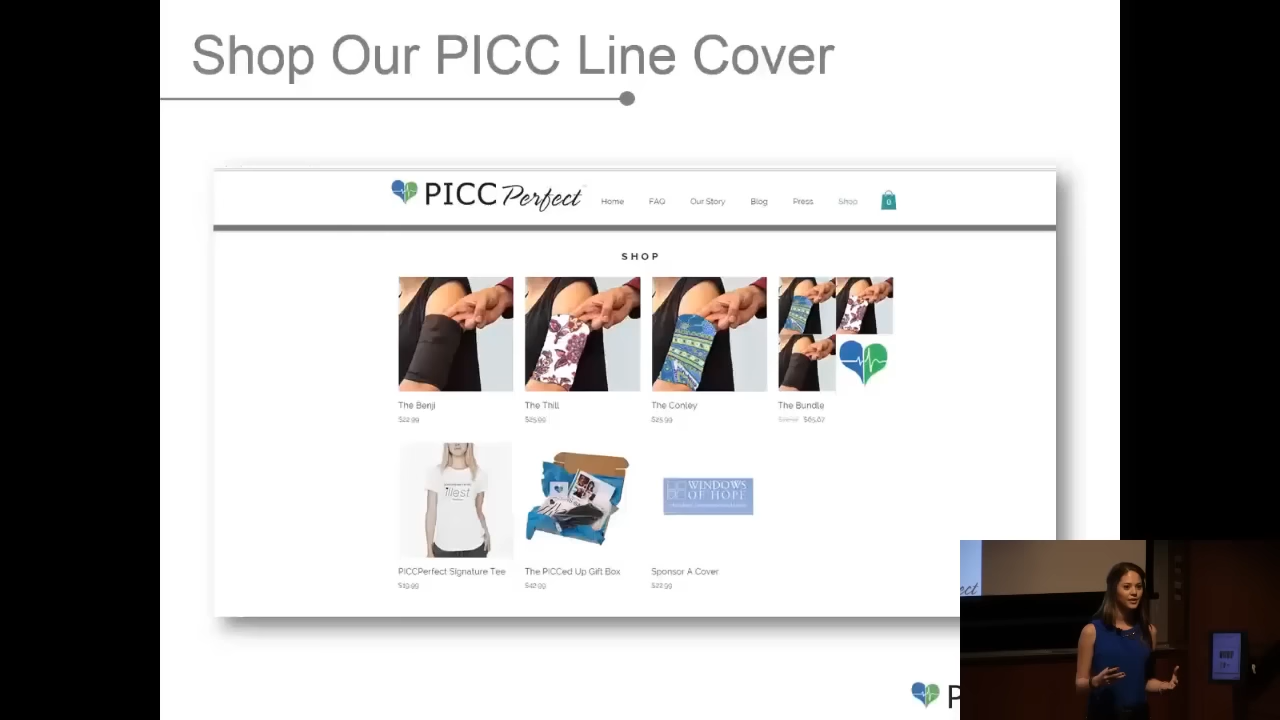 Shop Our PICC Line Cover
PICC Perfect
Home FAQ Our Story Blog Press Shop 0
SHOP
The Benji The Thill The Conley The Bundle
$22.99 $25.99 $25.99 $65.07
illest
WINDOWS
OF HOPE
PICCPerfect Signature Tee The PICCed Up Gift Box Sponsor A Cover
$19.99 $42.99 $22.99
P